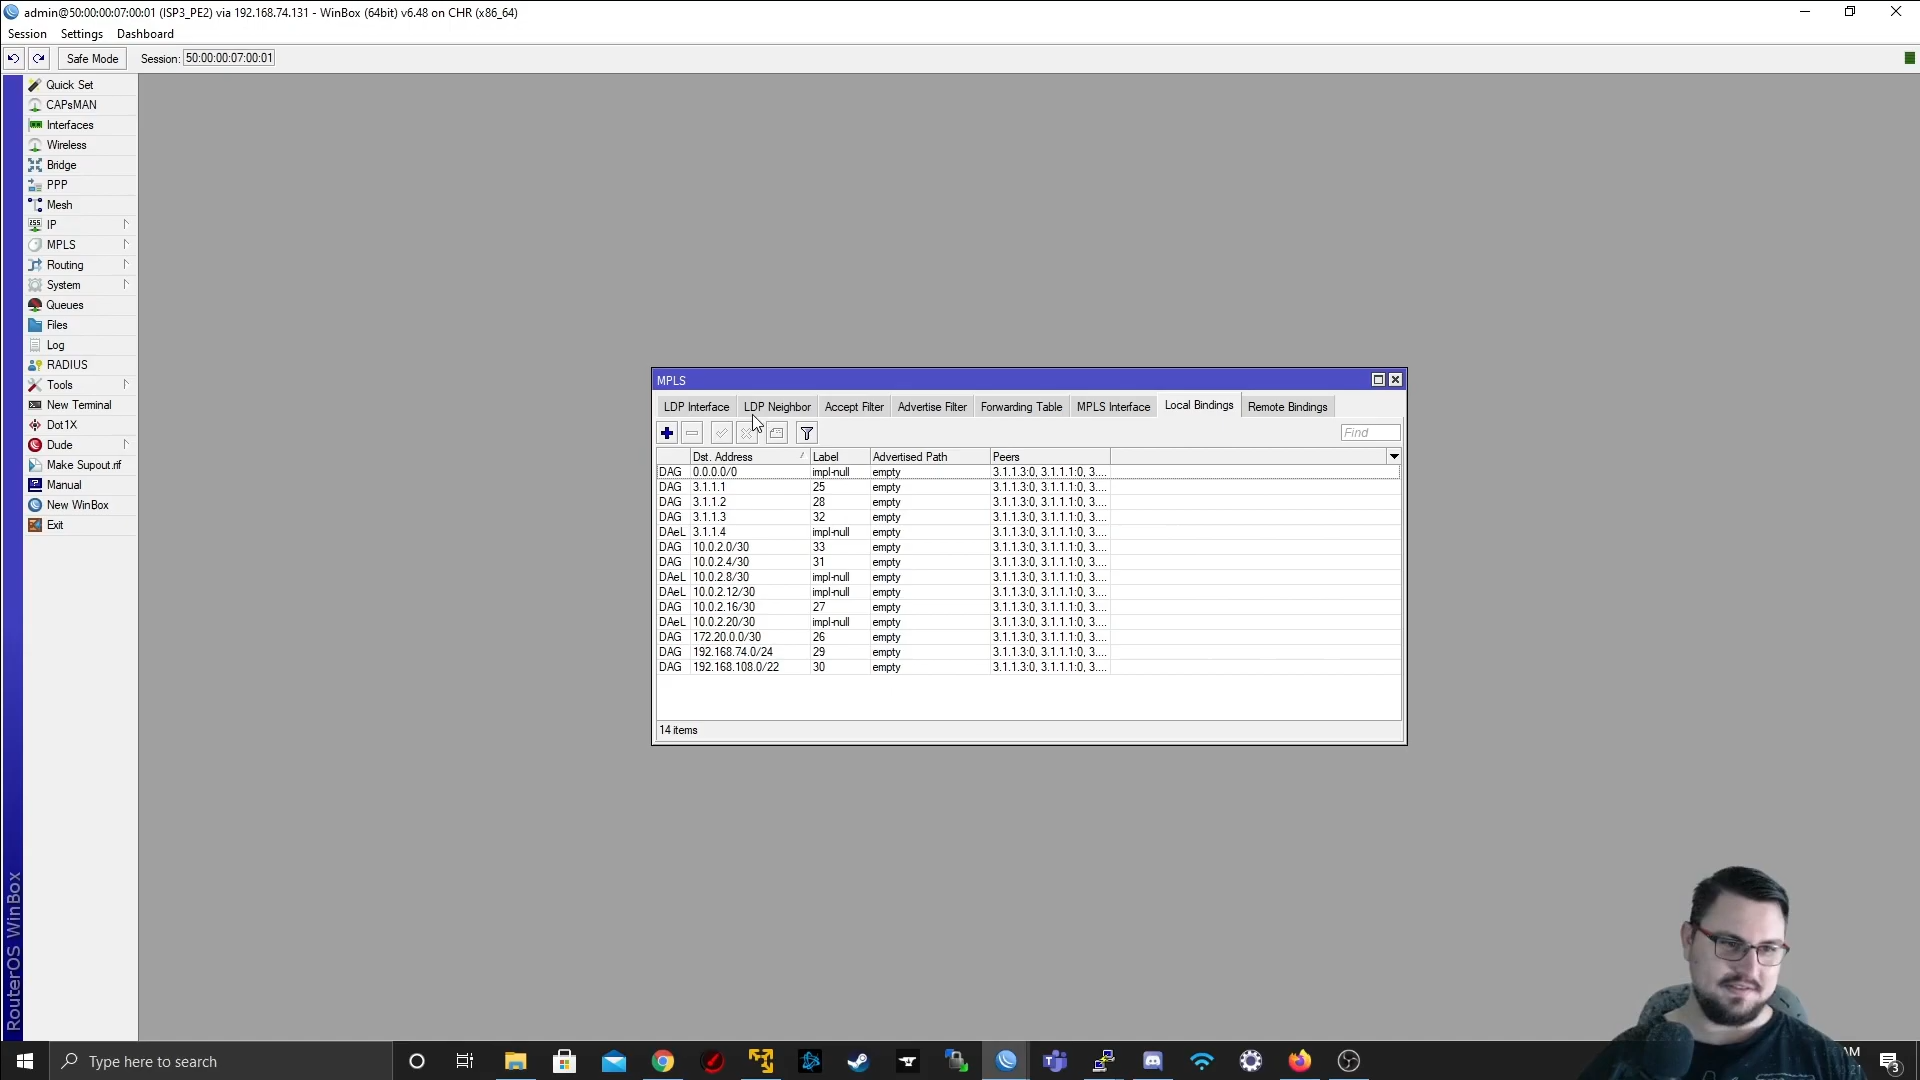 admin@50:00:00:07:00:01 (ISP3_PE2) via 192.168.74.131 - WinBox (64bit) v6.48 on CHR (x86_64)
Session Settings Dashboard
Safe Mode Session: 50:00:00:07:00:01
Quick Set
CAPsMAN
Interfaces
Wireless
Bridge
PPP
Mesh
IP
MPLS
Routing
System
Queues
Files
Log
RADIUS
Tools
New Terminal
Dot1X
Dude
Make Supout.rif
Manual
New WinBox
Exit
RouterOS WinBox
MPLS
LDP Interface LDP Neighbor Accept Filter Advertise Filter Forwarding Table MPLS Interface Local Bindings Remote Bindings
Find
Dst. Address Label Advertised Path Peers
DAG 0.0.0.0/0 impl-null empty 3.1.1.3:0, 3.1.1.1:0, 3....
DAG 3.1.1.1 25 empty 3.1.1.3:0, 3.1.1.1:0, 3....
DAG 3.1.1.2 28 empty 3.1.1.3:0, 3.1.1.1:0, 3....
DAG 3.1.1.3 32 empty 3.1.1.3:0, 3.1.1.1:0, 3....
DAeL 3.1.1.4 impl-null empty 3.1.1.3:0, 3.1.1.1:0, 3....
DAG 10.0.2.0/30 33 empty 3.1.1.3:0, 3.1.1.1:0, 3....
DAG 10.0.2.4/30 31 empty 3.1.1.3:0, 3.1.1.1:0, 3....
DAeL 10.0.2.8/30 impl-null empty 3.1.1.3:0, 3.1.1.1:0, 3....
DAeL 10.0.2.12/30 impl-null empty 3.1.1.3:0, 3.1.1.1:0, 3....
DAG 10.0.2.16/30 27 empty 3.1.1.3:0, 3.1.1.1:0, 3....
DAeL 10.0.2.20/30 impl-null empty 3.1.1.3:0, 3.1.1.1:0, 3....
DAG 172.20.0.0/30 26 empty 3.1.1.3:0, 3.1.1.1:0, 3....
DAG 192.168.74.0/24 29 empty 3.1.1.3:0, 3.1.1.1:0, 3....
DAG 192.168.108.0/22 30 empty 3.1.1.3:0, 3.1.1.1:0, 3....
14 items
Type here to search
3